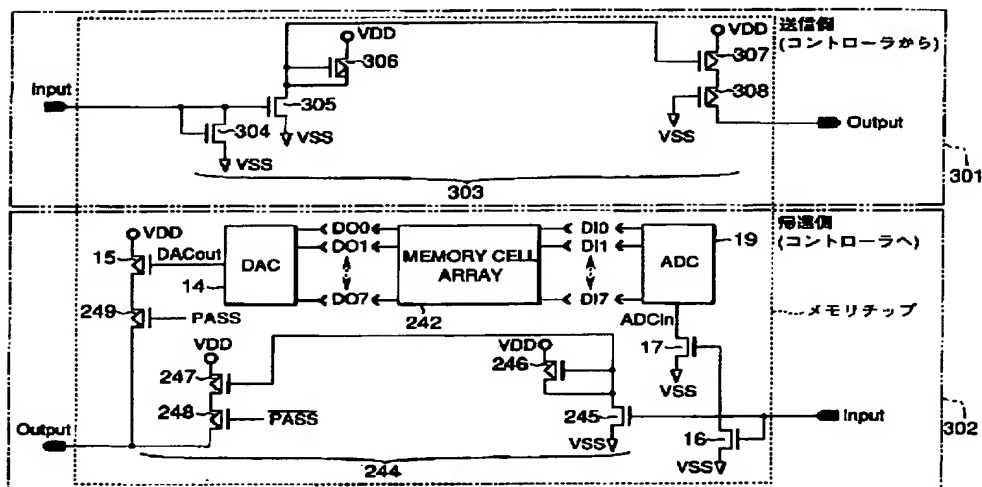 VDD
306
VDD
送信側
(コントローラから)
307
Input
305
308
304
VSS
VSS
VSS
Output
303
301
VDD
帰還側
(コントローラへ)
15
DACout
DAC
14
DO0
DO1
DO7
MEMORY CELL
ARRAY
242
DI0
DI1
DI7
ADC
19
249
PASS
ADCin
メモリチップ
VDD
247
VDD
246
17
VSS
248
PASS
245
Output
VSS
16
Input
302
VSS
244